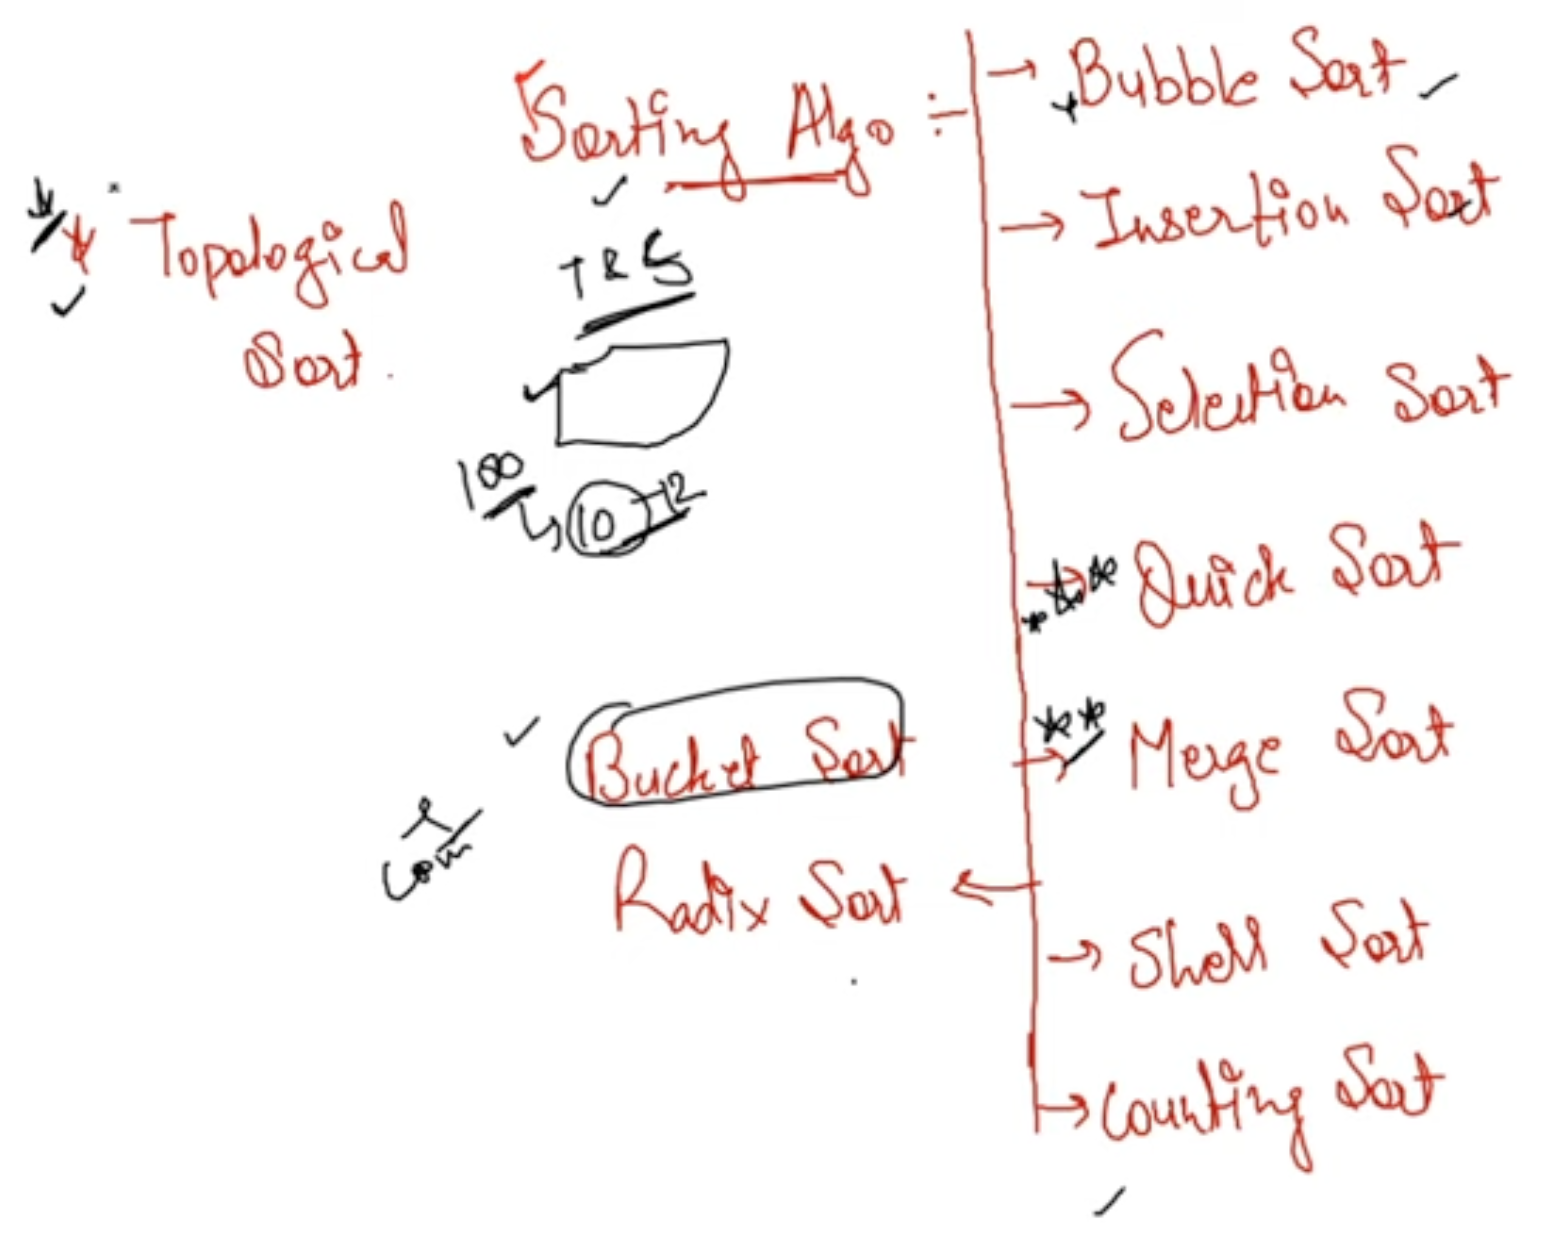 Sorting Algo :-
→ Bubble Sort
→ Insertion Sort
→ Selection Sort
→ Quick Sort
→ Merge Sort
→ Shell Sort
→ Counting Sort
Topological
Sort.
100
10-12
Bucket Sort
Radix Sort ←